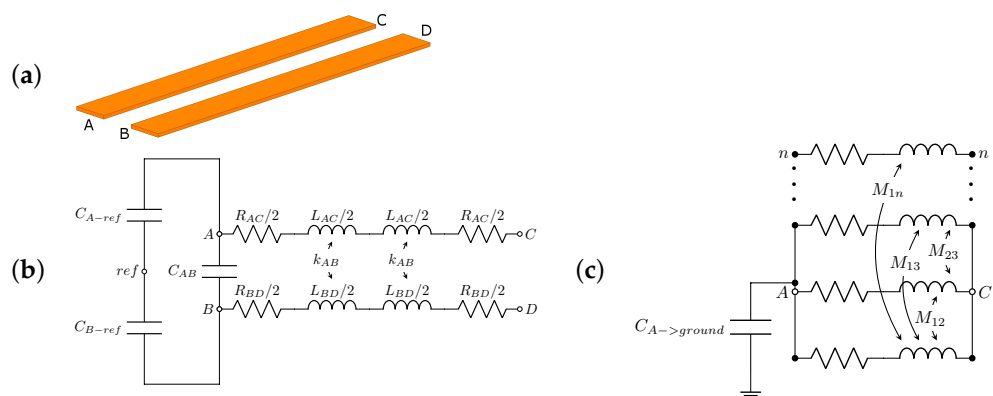 (a)
A
B
C
D
(b)
C_{A-ref}
ref
C_{B-ref}
C_{AB}
A
R_{AC}/2 L_{AC}/2 L_{AC}/2 R_{AC}/2
C
k_{AB} k_{AB}
B
R_{BD}/2 L_{BD}/2 L_{BD}/2 R_{BD}/2
D
(c)
n n
M_{1n}
M_{23}
M_{13}
A C
M_{12}
C_{A->ground}